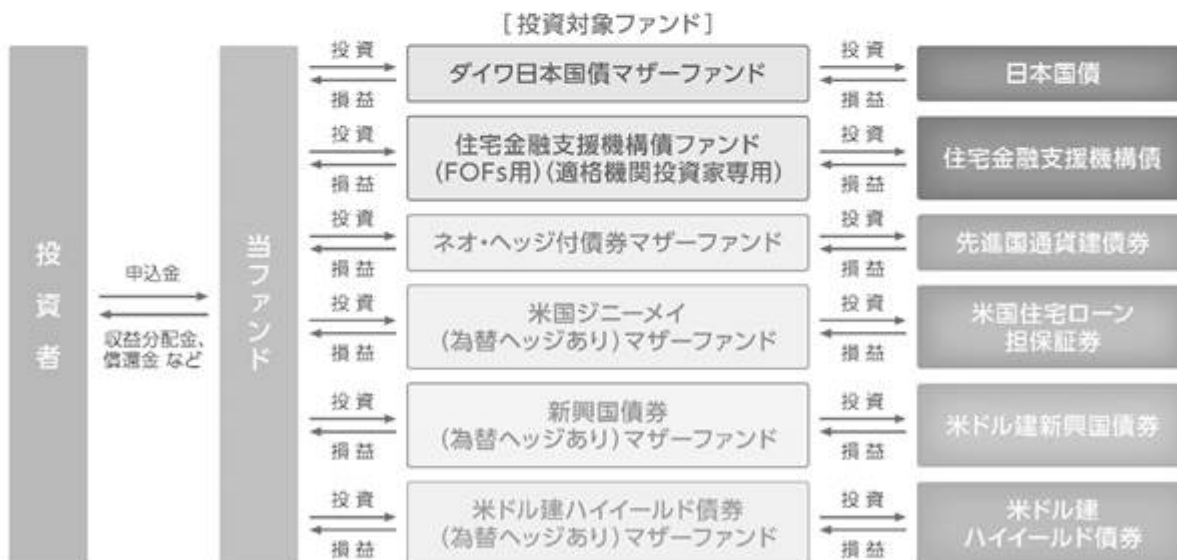 [投資対象ファンド]
投資者
申込金
収益分配金、
償還金 など
当ファンド
投資
損益
ダイワ日本国債マザーファンド
投資
損益
日本国債
投資
損益
住宅金融支援機構債ファンド
(FOFs用)(適格機関投資家専用)
投資
損益
住宅金融支援機構債
投資
損益
ネオ・ヘッジ付債券マザーファンド
投資
損益
先進国通貨建債券
投資
損益
米国ジニーメイ
(為替ヘッジあり)マザーファンド
投資
損益
米国住宅ローン
担保証券
投資
損益
新興国債券
(為替ヘッジあり)マザーファンド
投資
損益
米ドル建新興国債券
投資
損益
米ドル建ハイイールド債券
(為替ヘッジあり)マザーファンド
投資
損益
米ドル建
ハイイールド債券